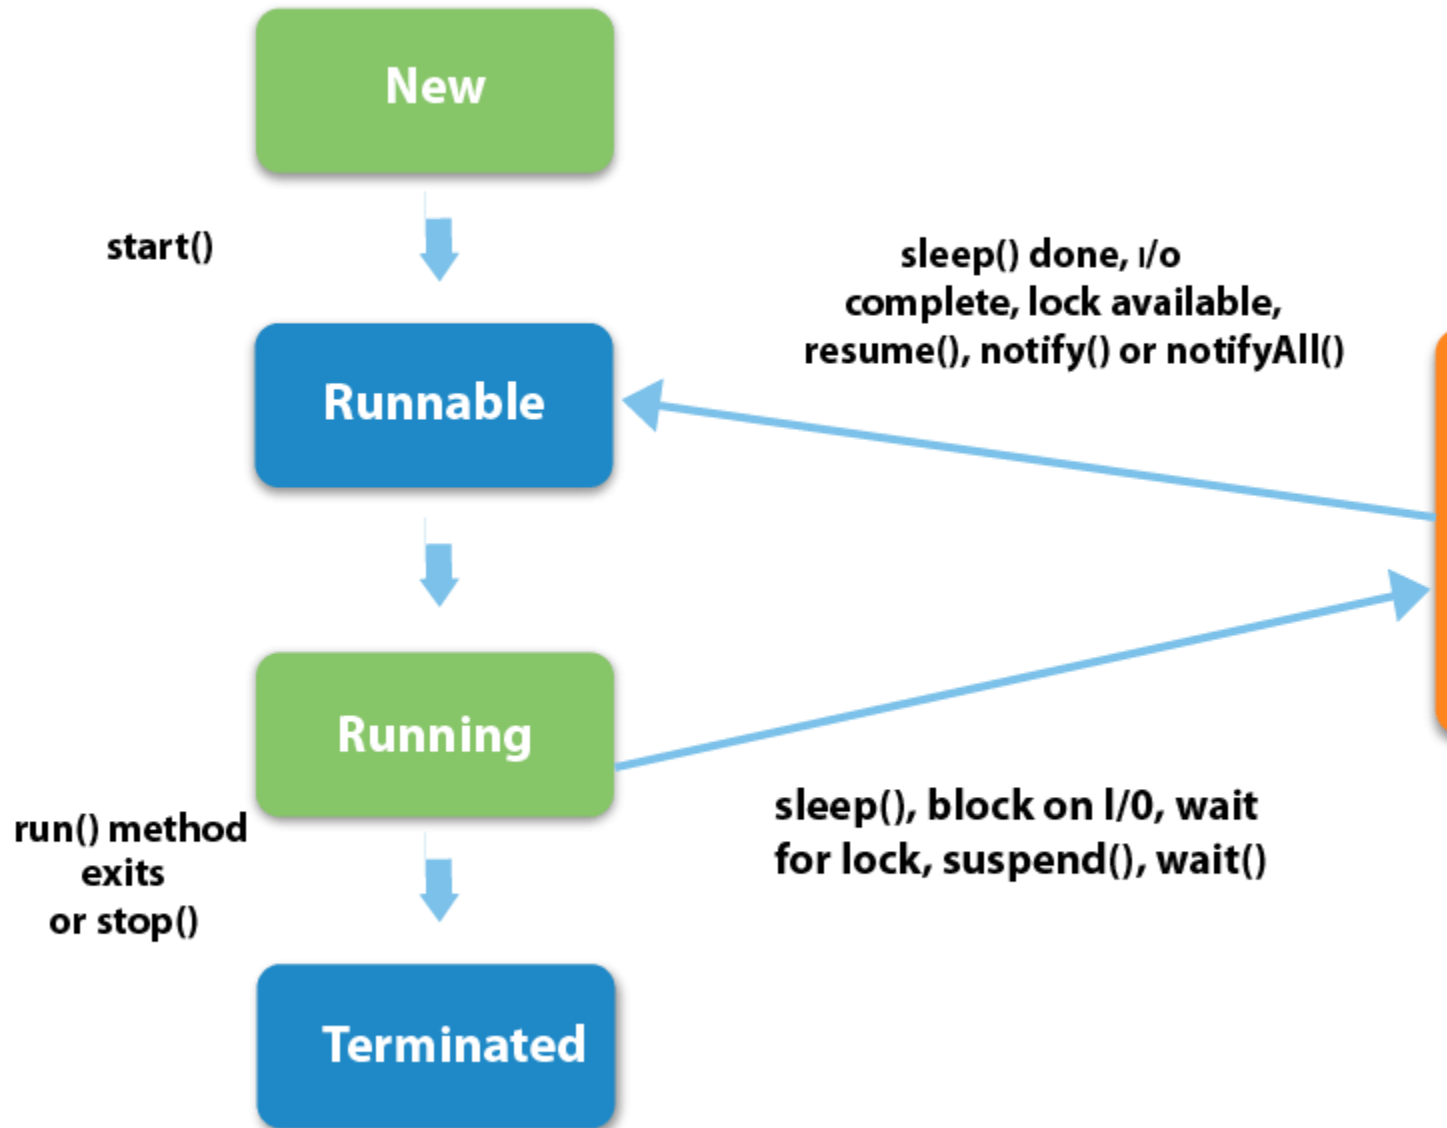 New
start()
sleep() done, I/o
complete, lock available,
resume(), notify() or notifyAll()
Runnable
Running
run() method
exits
or stop()
sleep(), block on I/0, wait
for lock, suspend(), wait()
Terminated